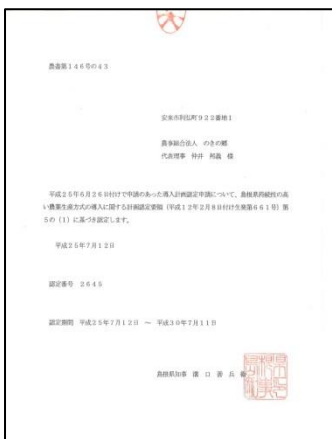 農畜第146号の43
安来市利弘町922番地1
農事組合法人 のきの郷
代表理事 仲井 様
平成25年6月26日付けで申請のあった導入計画認定申請について、島根県持続性の高
い農業生産方式の導入に関する計画認定要領(平成12年2月8日付け生発第661号)第
5の(1)に基づき認定します。
平成25年7月12日
認定番号 2645
認定期間 平成25年7月12日 ~ 平成30年7月11日
島根県知事 溝口善兵衛